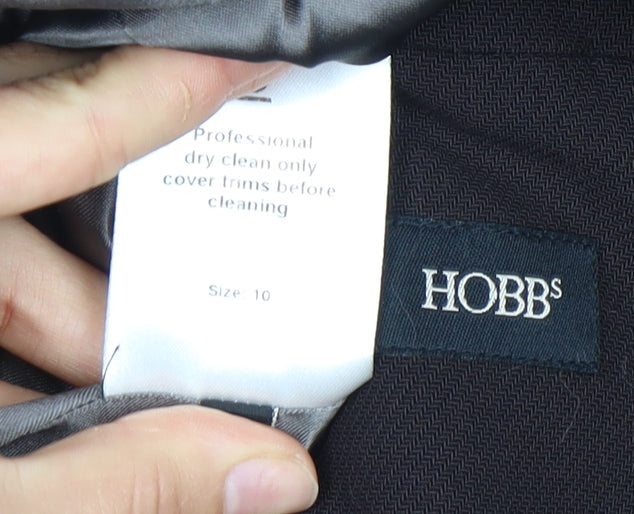 Professional
dry clean only
cover trims before
cleaning
Size: 10
HOBBS